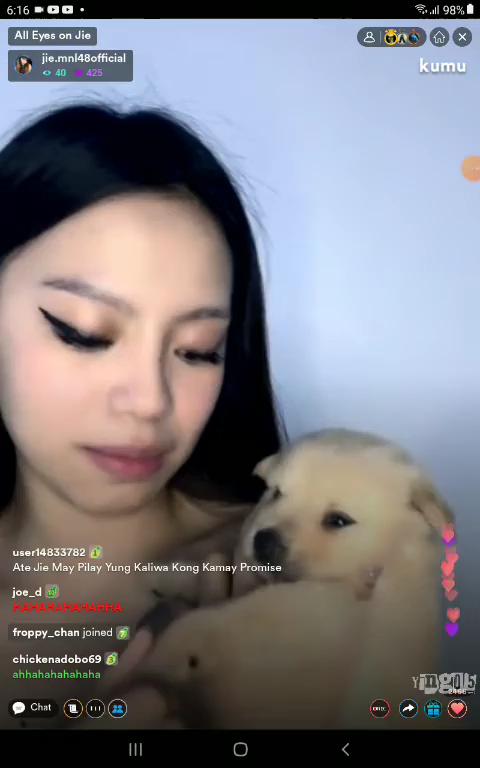 6:16
98%
All Eyes on Jie
jie.mnl48official
40 425
kumu
user14833782
Ate Jie May Pilay Yung Kaliwa Kong Kamay Promise
joe_d
HAHAHAHAHAHHA
froppy_chan joined
chickenadobo69
ahhahahahahaha
Chat